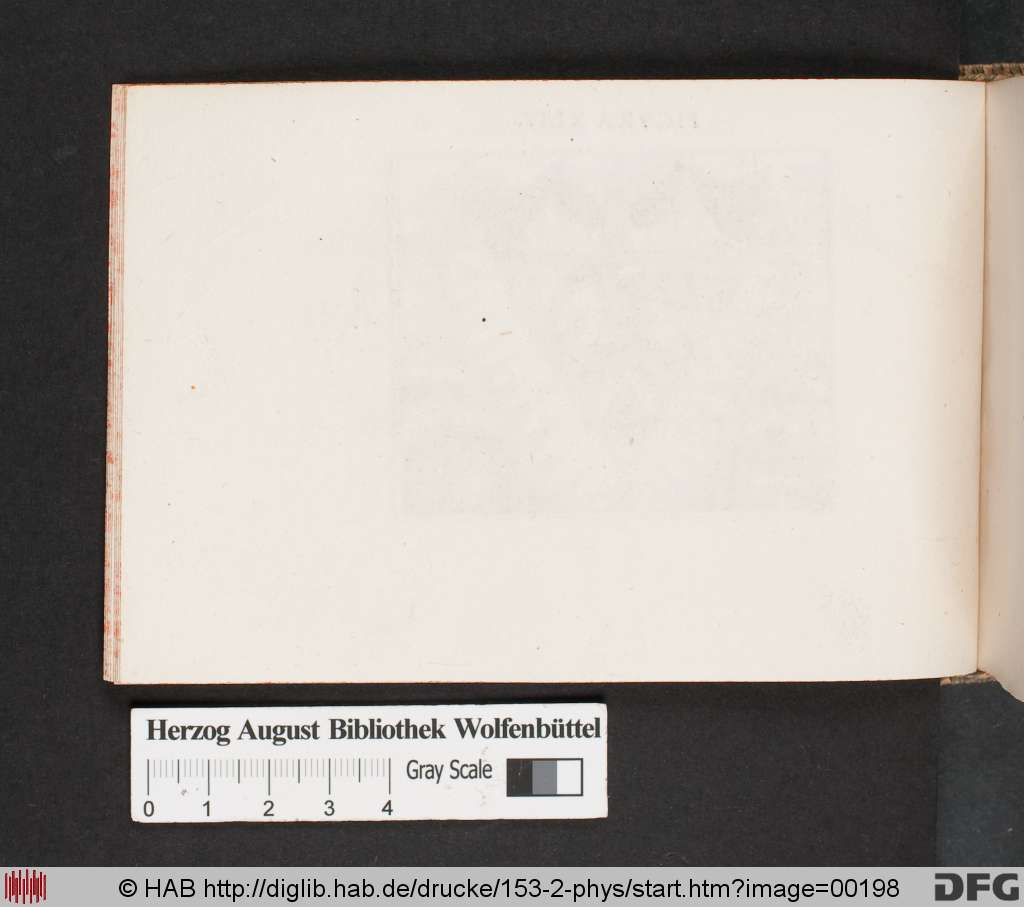 Herzog August Bibliothek Wolfenbüttel
Gray Scale
0 1 2 3 4
© HAB http://diglib.hab.de/drucke/153-2-phys/start.htm?image=00198
DFG